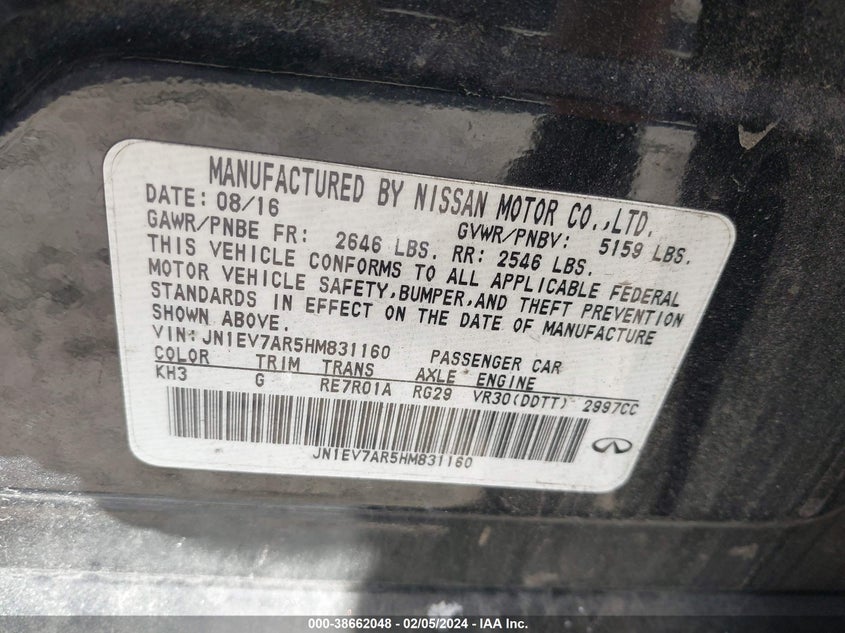 MANUFACTURED BY NISSAN MOTOR CO.,LTD.
DATE: 08/16 GVWR/PNBV: 5159 LBS.
GAWR/PNBE FR: 2646 LBS. RR: 2546 LBS.
THIS VEHICLE CONFORMS TO ALL APPLICABLE FEDERAL
MOTOR VEHICLE SAFETY,BUMPER,AND THEFT PREVENTION
STANDARDS IN EFFECT ON THE DATE OF MANUFACTURE
SHOWN ABOVE.
VIN: JN1EV7AR5HM831160 PASSENGER CAR
COLOR TRIM TRANS AXLE ENGINE
KH3 G RE7R01A RG29 VR30(DDTT) 2997CC
JN1EV7AR5HM831160
000-38662048 - 02/05/2024 - IAAI.com